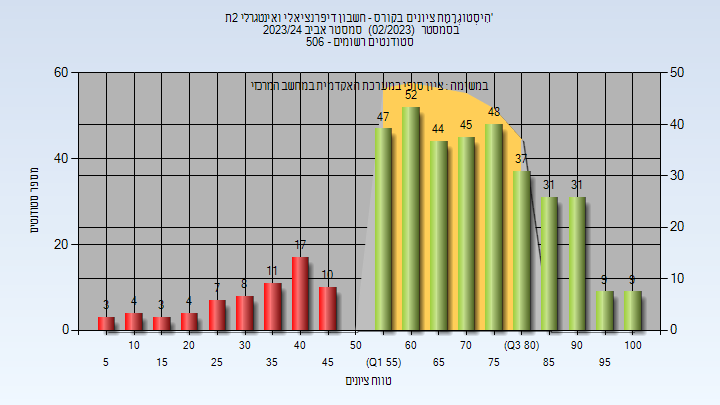 היסטוגרמת ציונים בקורס - חשבון דיפרנציאלי ואינטגרלי 2ת'
בסמסטר (02/2023) סמסטר אביב 2023/24
סטודנטים רשומים - 506
במשימה : ציון סופי במערכת האקדמית במחשב המרכזי
מספר סטודנטים
60 40 20 0
50 40 30 20 10 0
3 4 3 4 7 8 11 17 10 47 52 44 45 48 37 31 31 9 9
10 20 30 40 50 60 70 (Q3 80) 90 100
5 15 25 35 45 (Q1 55) 65 75 85 95
טווח ציונים